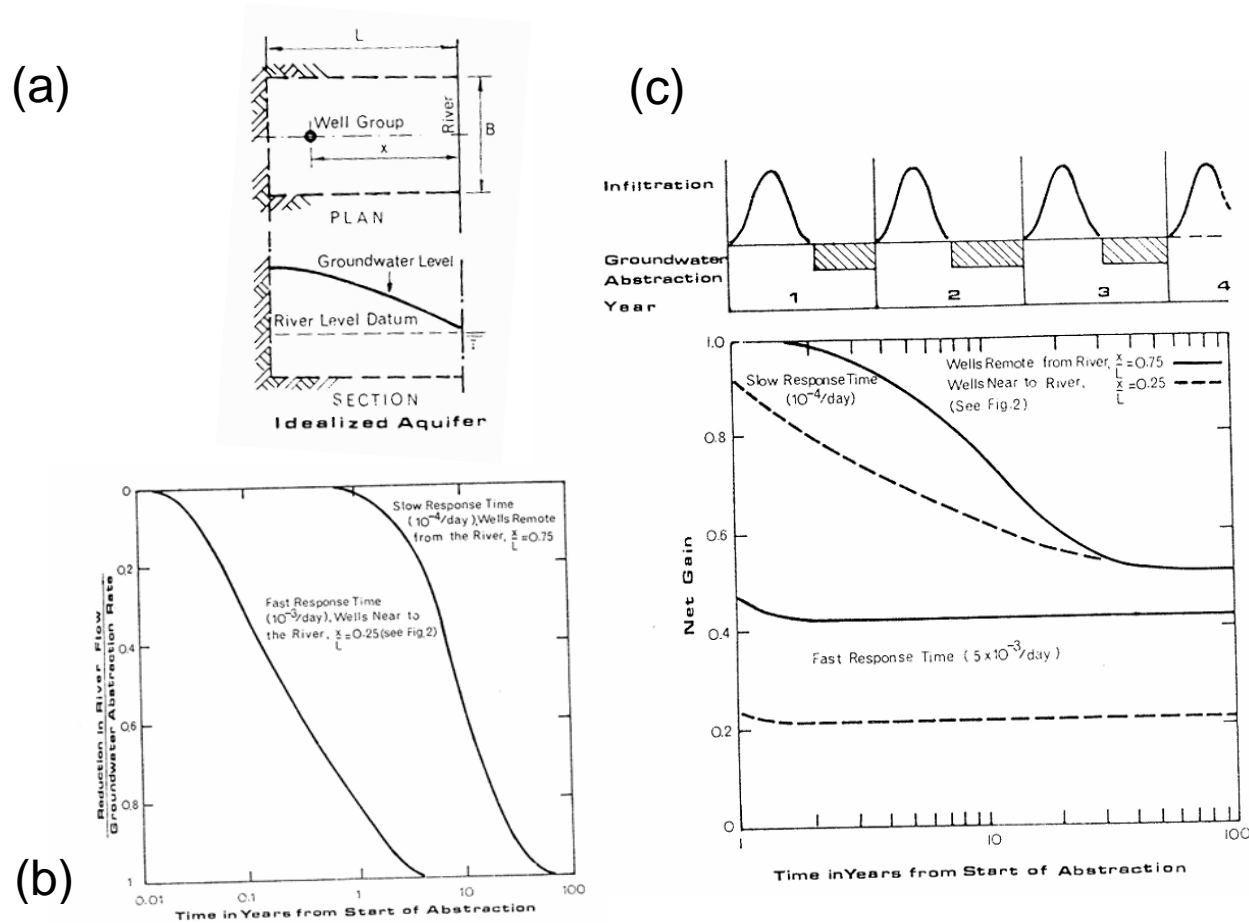 (a)
L
Well Group
x
River
B
PLAN
Groundwater Level
River Level Datum
SECTION
Idealized Aquifer
(b)
Reduction in River Flow
Groundwater Abstraction Rate
0
0.2
0.4
0.6
0.8
1
Slow Response Time
(10⁻⁴/day), Wells Remote
from the River, x/L=0.75
Fast Response Time
(10⁻³/day), Wells Near to
the River, x/L=0.25 (see Fig.2)
0.01
0.1
1
10
100
Time in Years from Start of Abstraction
(c)
Infiltration
Groundwater
Abstraction
Year
1
2
3
4
Net Gain
1.0
0.8
0.6
0.4
0.2
0
Slow Response Time
(10⁻⁴/day)
Wells Remote from River, x/L=0.75
Wells Near to River, x/L=0.25
(See Fig.2)
Fast Response Time (5x10⁻³/day)
1
10
100
Time in Years from Start of Abstraction